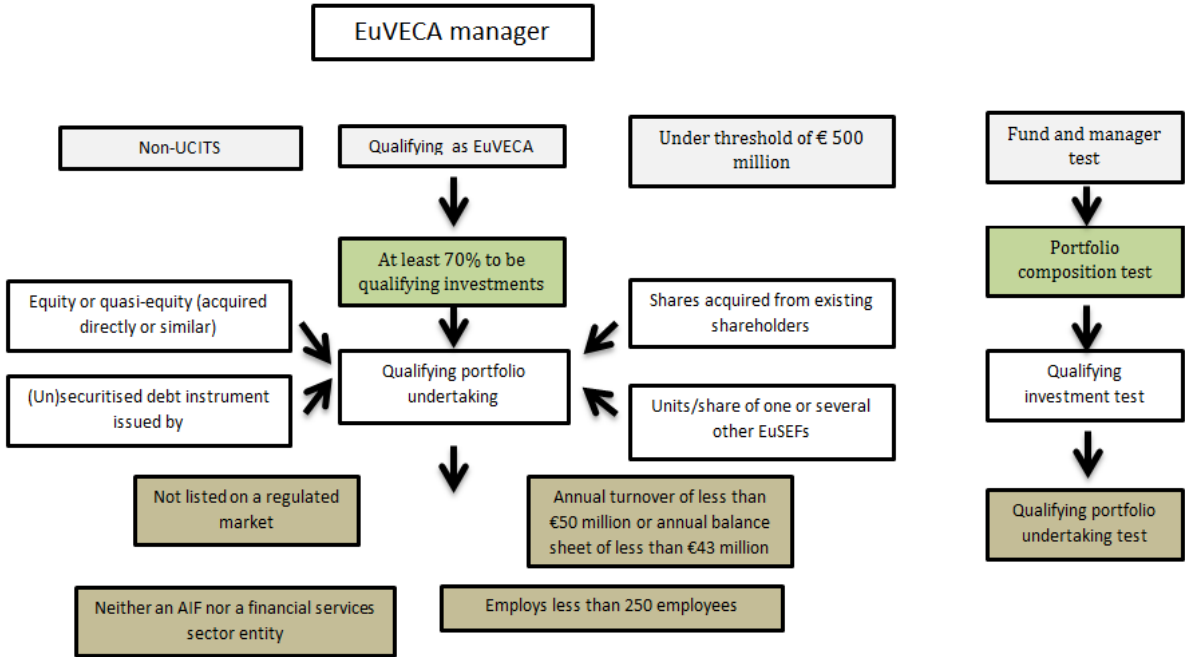 EuVECA manager
Non-UCITS
Qualifying as EuVECA
Under threshold of € 500
million
Fund and manager
test
At least 70% to be
qualifying investments
Portfolio
composition test
Equity or quasi-equity (acquired
directly or similar)
Shares acquired from existing
shareholders
Qualifying portfolio
undertaking
Qualifying
investment test
(Un)securitised debt instrument
issued by
Units/share of one or several
other EuSEFs
Not listed on a regulated
market
Annual turnover of less than
€50 million or annual balance
sheet of less than €43 million
Qualifying portfolio
undertaking test
Neither an AIF nor a financial services
sector entity
Employs less than 250 employees